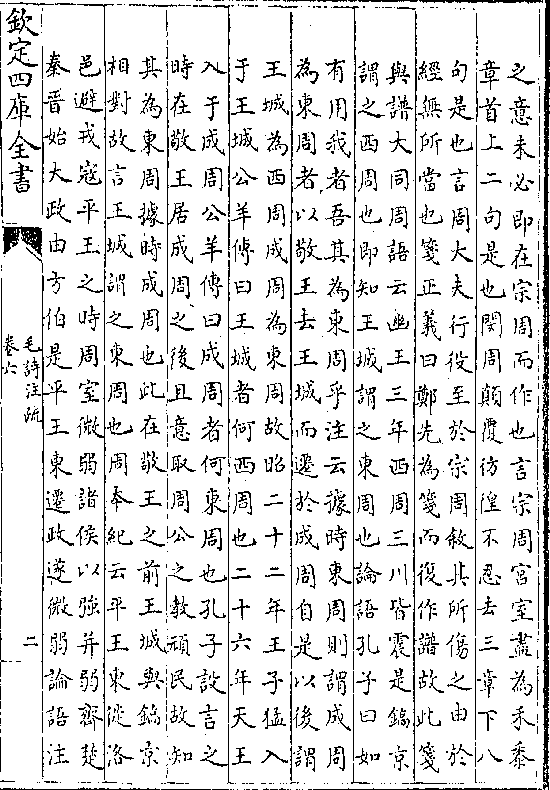 之意未必即在宗周而作也言宗周宫室盡為禾黍
章首上二句是也閔周顛覆彷徨不忍去三章下八
句是也言周大夫行役至於宗周敘其所傷之由於
經無所當也箋正義曰鄭先為箋而復作譜故此箋
與譜大同周語云幽王三年西周三川皆震是鎬京
謂之西周也即知王城謂之東周也論語孔子曰如
有用我者吾其為東周乎注云據時東周則謂成周
為東周者以敬王去王城而遷於成周自是以後謂
王城為西周成周為東周故昭二十二年王子猛入
于王城公羊傳曰王城者何西周也二十六年天王
入于成周公羊傳曰成周者何東周也孔子設言之
時在敬王居成周之後且意取周公之教頑民故知
其為東周據時成周也此在敬王之前王城與鎬京
相對故言王城謂之東周也周本紀云平王東徙洛
邑避戎寇平王之時周室微弱諸侯以強并弱齊楚
秦晉始大政由方伯是平王東遷政遂微弱論語注
欽定四庫全書
毛詩注疏
卷六
二